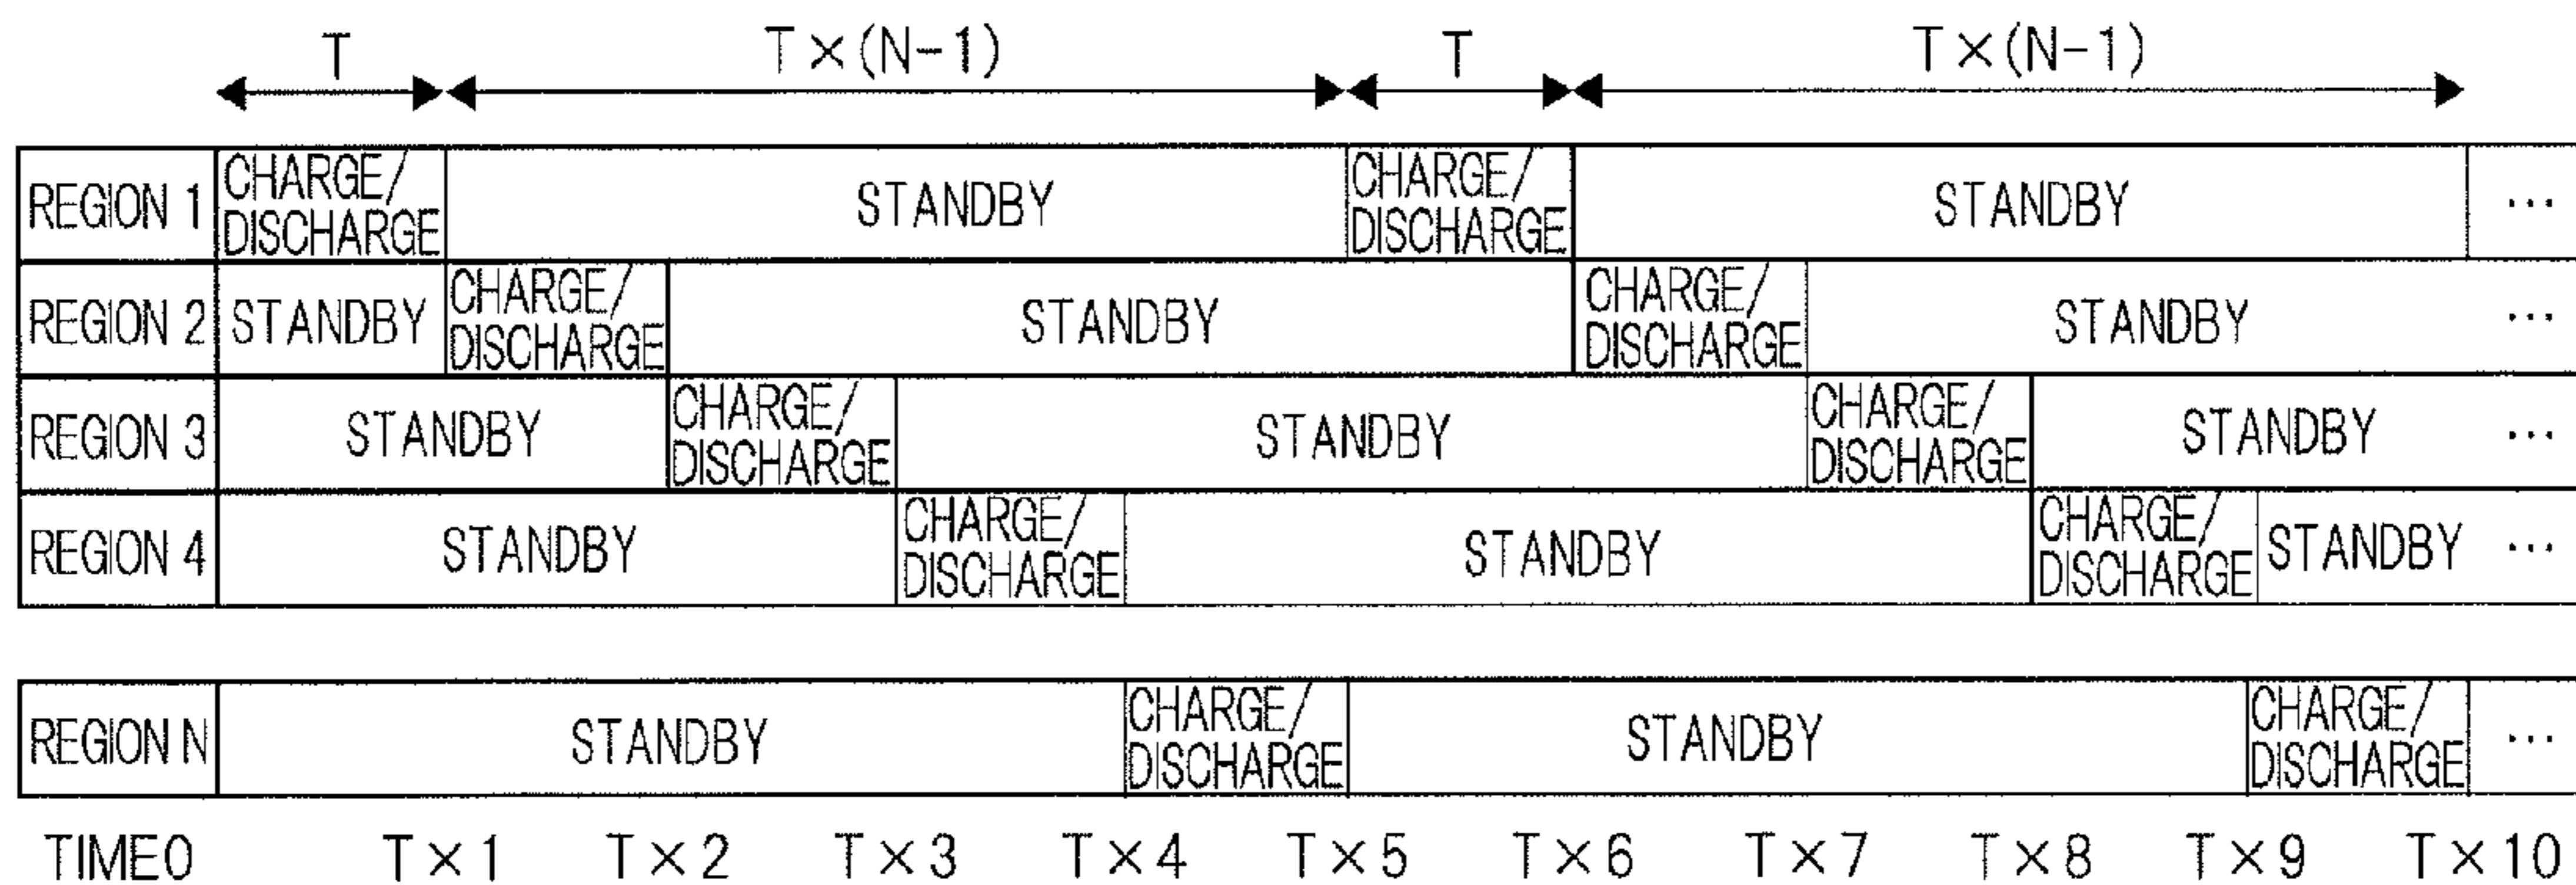 T T×(N-1) T T×(N-1)
REGION 1 CHARGE/ DISCHARGE STANDBY CHARGE/ DISCHARGE STANDBY ...
REGION 2 STANDBY CHARGE/ DISCHARGE STANDBY CHARGE/ DISCHARGE STANDBY ...
REGION 3 STANDBY CHARGE/ DISCHARGE STANDBY CHARGE/ DISCHARGE STANDBY ...
REGION 4 STANDBY CHARGE/ DISCHARGE STANDBY CHARGE/ DISCHARGE STANDBY ...
REGION N STANDBY CHARGE/ DISCHARGE STANDBY CHARGE/ DISCHARGE ...
TIME0 T×1 T×2 T×3 T×4 T×5 T×6 T×7 T×8 T×9 T×10